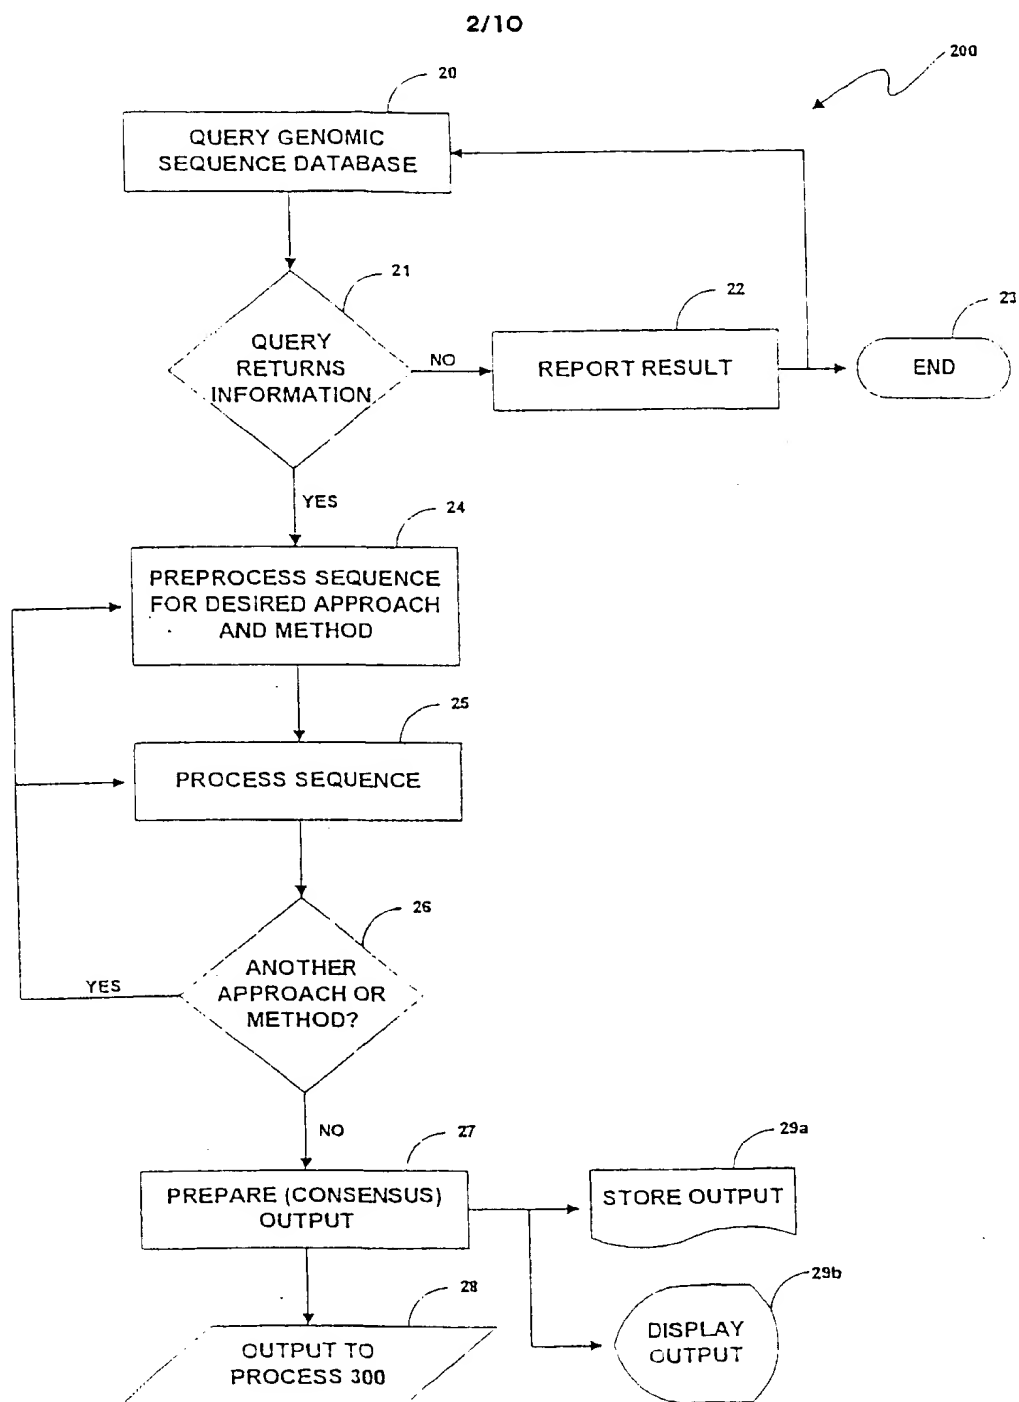 2/10
200
20
QUERY GENOMIC
SEQUENCE DATABASE
21
QUERY
RETURNS
INFORMATION
NO
22
REPORT RESULT
23
END
YES
24
PREPROCESS SEQUENCE
FOR DESIRED APPROACH
AND METHOD
25
PROCESS SEQUENCE
26
ANOTHER
APPROACH OR
METHOD?
YES
NO
27
PREPARE (CONSENSUS)
OUTPUT
29a
STORE OUTPUT
28
OUTPUT TO
PROCESS 300
29b
DISPLAY
OUTPUT